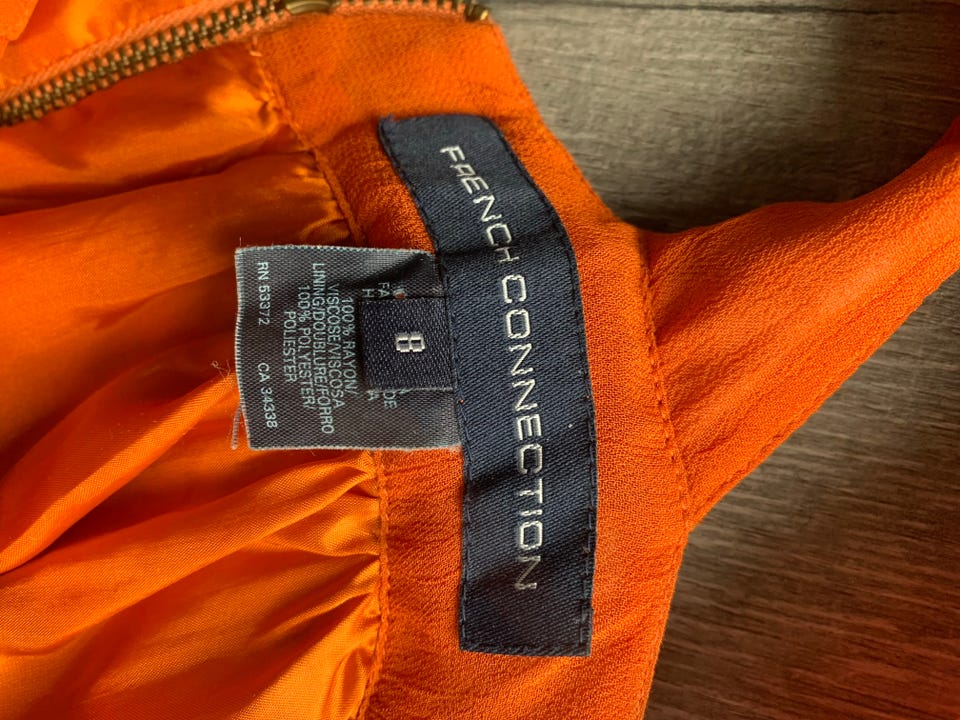 FRENCH CONNECTION
8
100% RAYON/
VISCOSE/VISCOSA
LINING/DOUBLURE/FORRO
100% POLYESTER/
POLIESTER
RN 53372 CA 34338